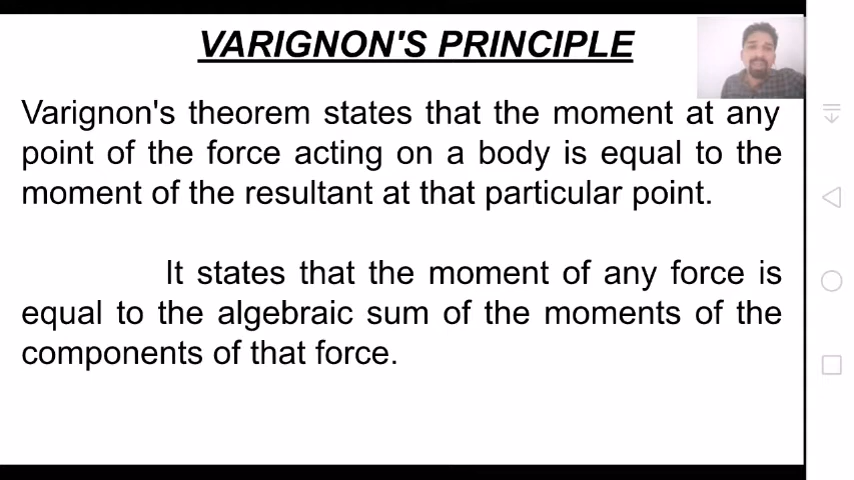 VARIGNON'S PRINCIPLE
Varignon's theorem states that the moment at any
point of the force acting on a body is equal to the
moment of the resultant at that particular point.
It states that the moment of any force is
equal to the algebraic sum of the moments of the
components of that force.